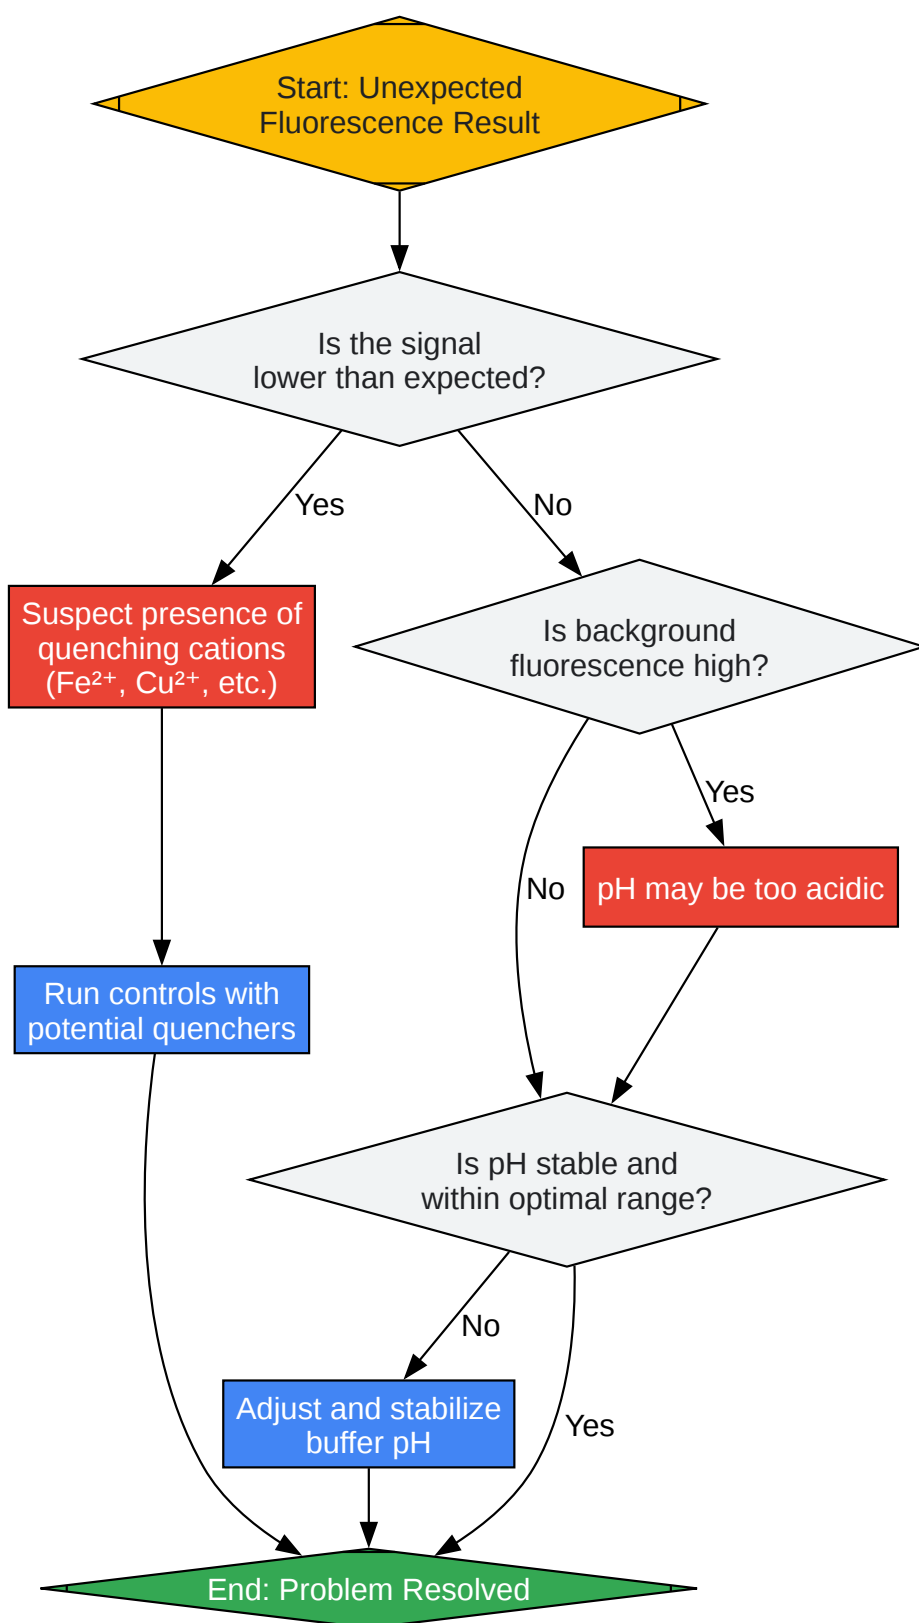 Start: Unexpected
Fluorescence Result
Is the signal
lower than expected?
Yes
No
Suspect presence of
quenching cations
(Fe²⁺, Cu²⁺, etc.)
Is background
fluorescence high?
Yes
No
pH may be too acidic
Run controls with
potential quenchers
Is pH stable and
within optimal range?
No
Yes
Adjust and stabilize
buffer pH
End: Problem Resolved